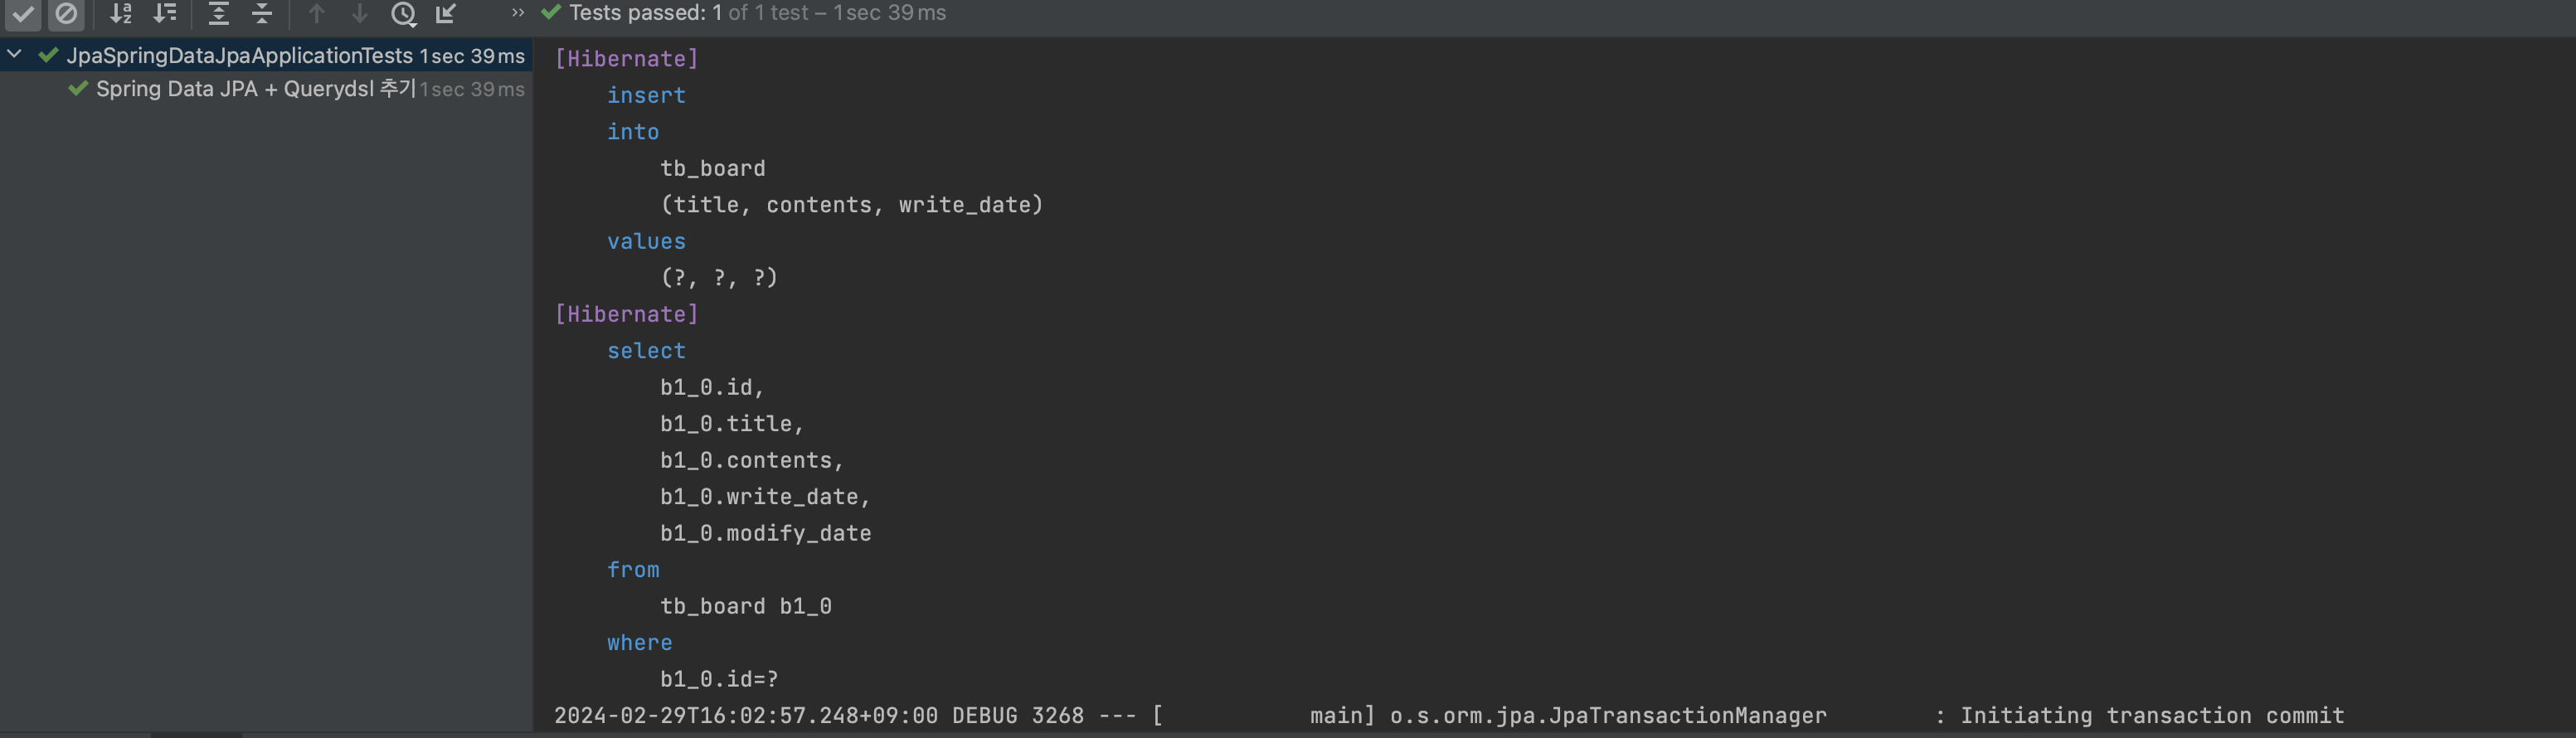 Tests passed: 1 of 1 test – 1 sec 39 ms
JpaSpringDataJpaApplicationTests 1 sec 39 ms
Spring Data JPA + Querydsl 추기 1 sec 39 ms
[Hibernate]
insert
into
tb_board
(title, contents, write_date)
values
(?, ?, ?)
[Hibernate]
select
b1_0.id,
b1_0.title,
b1_0.contents,
b1_0.write_date,
b1_0.modify_date
from
tb_board b1_0
where
b1_0.id=?
2024-02-29T16:02:57.248+09:00 DEBUG 3268 --- [           main] o.s.orm.jpa.JpaTransactionManager        : Initiating transaction commit